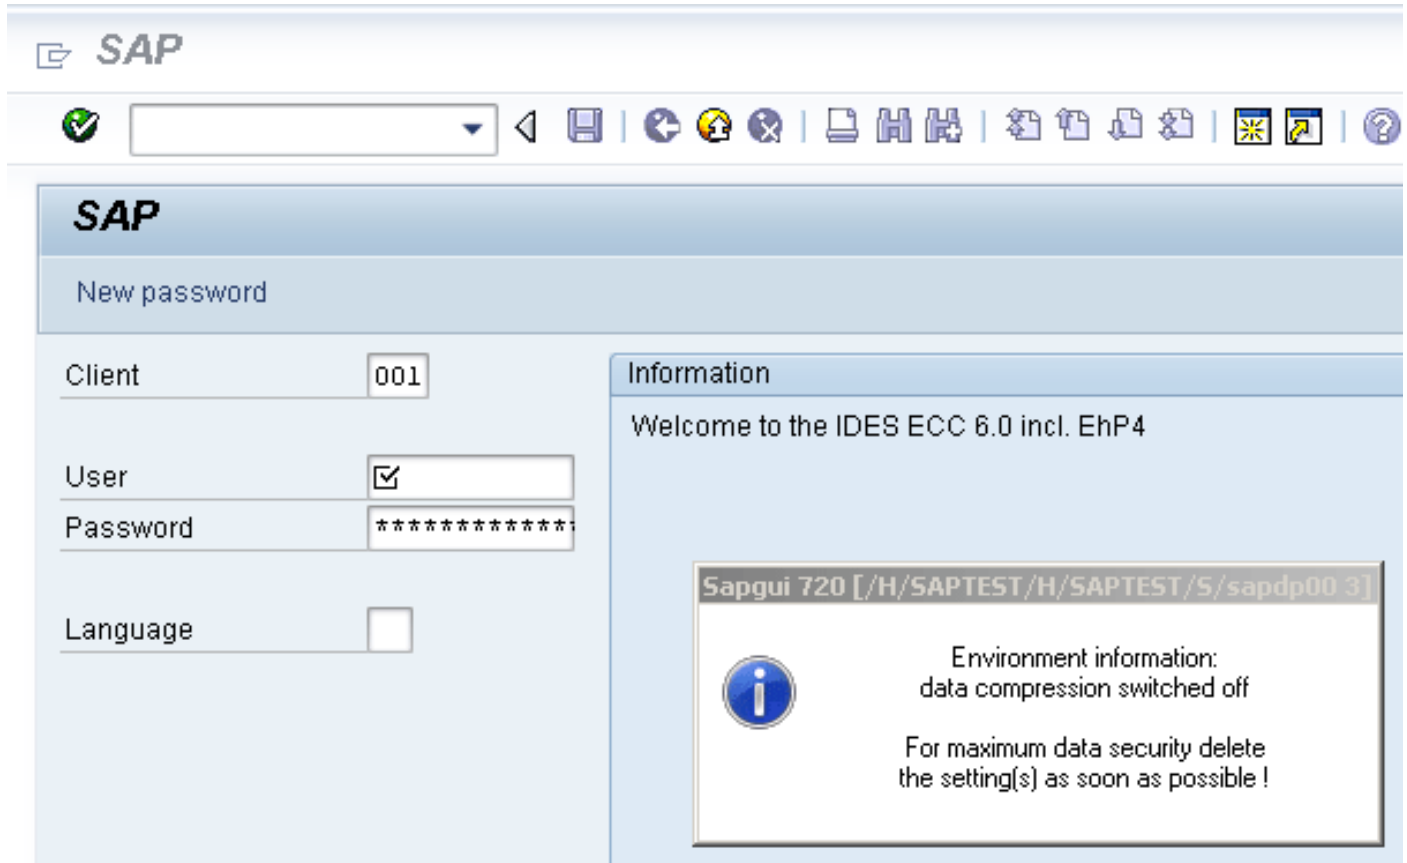 SAP
SAP
New password
Client 001
Information
Welcome to the IDES ECC 6.0 incl. EhP4
User
Password *************
Sapgui 720 [/H/SAPTEST/H/SAPTEST/S/sapdp00 3]
Environment information:
data compression switched off
For maximum data security delete
the setting(s) as soon as possible !
Language